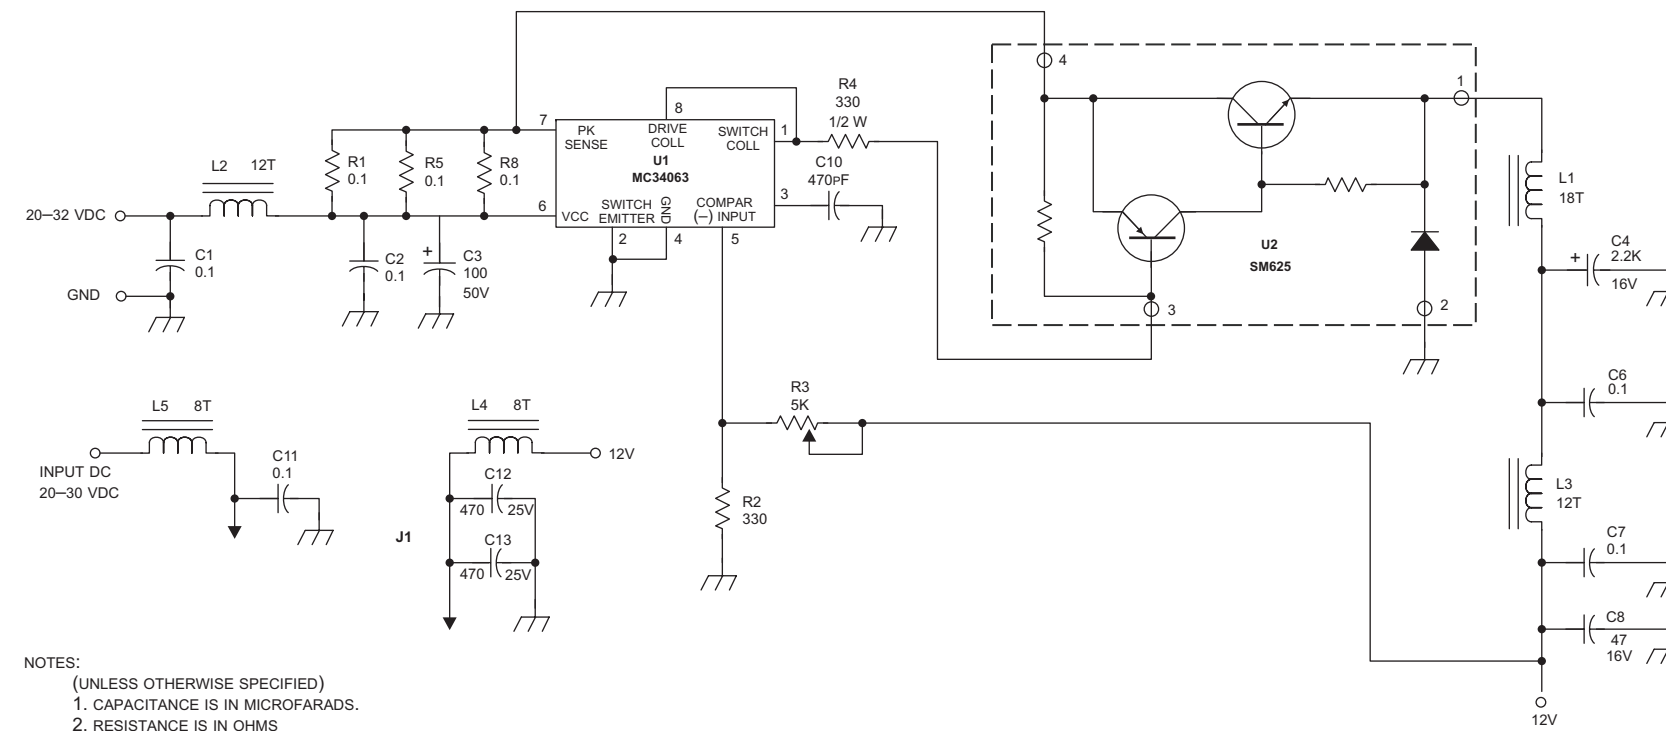 4
1
R4
330
1/2 W
7
8
PK
SENSE
DRIVE
COLL
SWITCH
COLL
1
U1
MC34063
C10
470PF
3
L2 12T
R1
0.1
R5
0.1
R8
0.1
20–32 VDC
6
VCC
SWITCH
EMITTER
GND
COMPAR
(–) INPUT
2
4
5
L1
18T
U2
SM625
C1
0.1
C2
0.1
+
C3
100
50V
GND
+
C4
2.2K
16V
3
2
C6
0.1
R3
5K
L5 8T
L4 8T
INPUT DC
20–30 VDC
C11
0.1
12V
C12
470 25V
J1
C13
470 25V
R2
330
L3
12T
C7
0.1
C8
47
16V
12V
NOTES:
(UNLESS OTHERWISE SPECIFIED)
1. CAPACITANCE IS IN MICROFARADS.
2. RESISTANCE IS IN OHMS